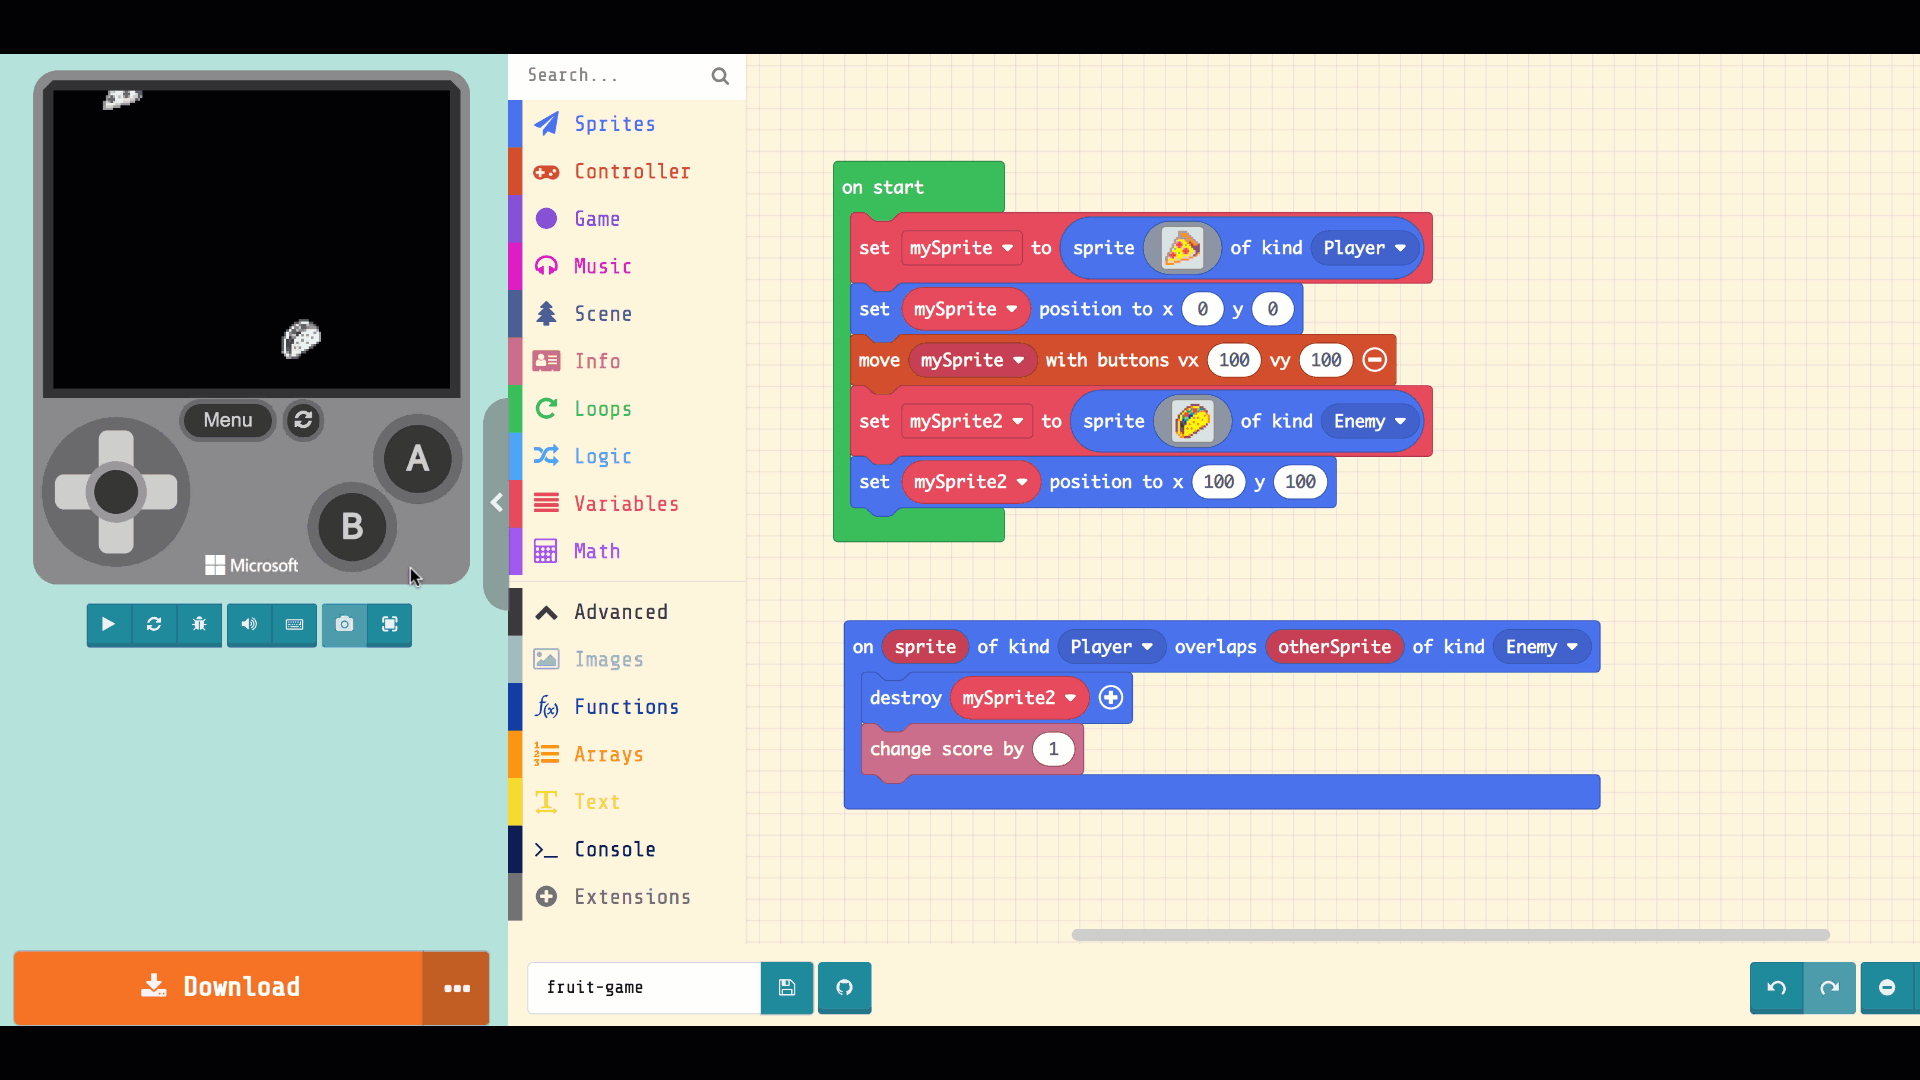 Menu
A
B
Microsoft
Download
Search...
Sprites
Controller
Game
Music
Scene
Info
Loops
Logic
Variables
Math
Advanced
Images
f(x) Functions
Arrays
Text
Console
Extensions
on start
set mySprite to sprite of kind Player
set mySprite position to x 0 y 0
move mySprite with buttons vx 100 vy 100
set mySprite2 to sprite of kind Enemy
set mySprite2 position to x 100 y 100
on sprite of kind Player overlaps otherSprite of kind Enemy
destroy mySprite2
change score by 1
fruit-game